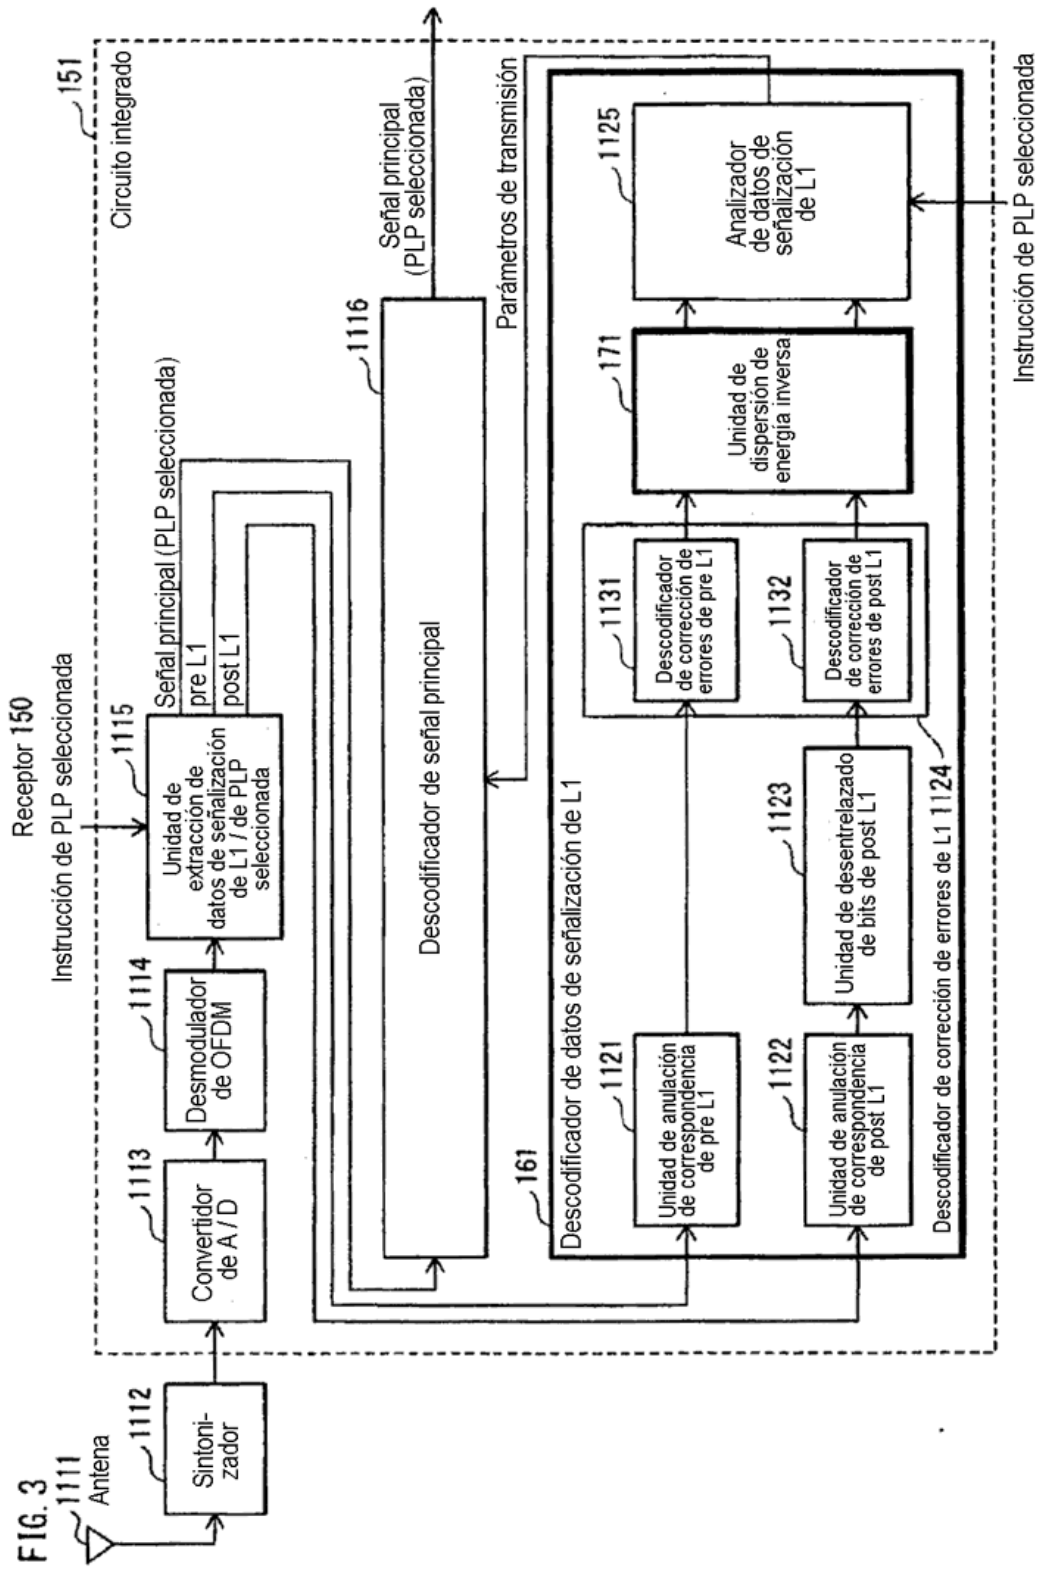 FIG. 3
Receptor 150
Instrucción de PLP seleccionada
1111
Antena
1112
Sintoni-
zador
1113
Convertidor
de A / D
1114
Desmodulador
de OFDM
1115
Unidad de
extracción de
datos de señalización
de L1 / de PLP
seleccionada
Señal principal (PLP seleccionada)
pre L1
post L1
151
Circuito integrado
1116
Descodificador de señal principal
Señal principal
(PLP seleccionada)
Parámetros de transmisión
161
Descodificador de datos de señalización de L1
1121
Unidad de anulación
de correspondencia
de pre L1
1122
Unidad de anulación
de correspondencia
de post L1
1123
Unidad de desentrelazado
de bits de post L1
1131
Descodificador
de corrección de
errores de pre L1
1132
Descodificador
de corrección de
errores de post L1
Descodificador de corrección de errores de L1 1124
171
Unidad de
dispersión de
energía inversa
1125
Analizador
de datos de
señalización
de L1
Instrucción de PLP seleccionada